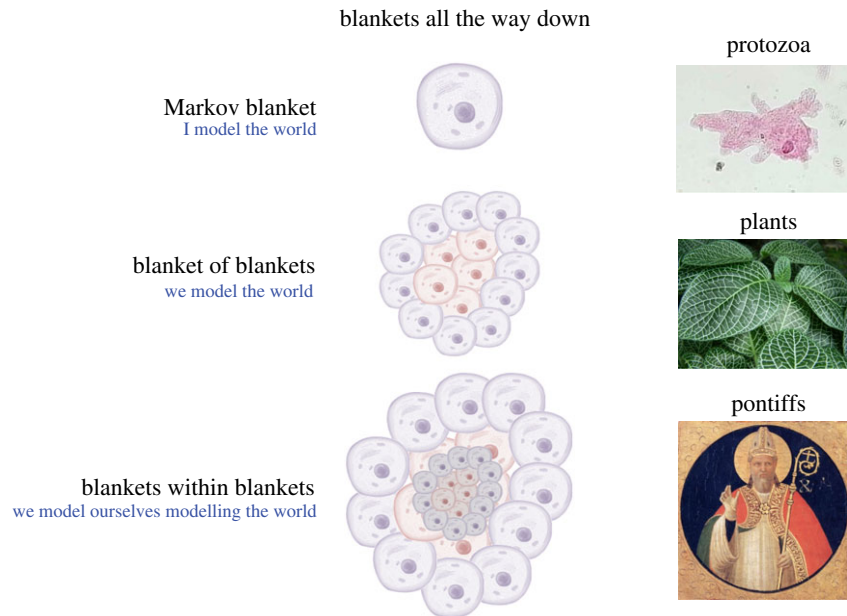 blankets all the way down
protozoa
Markov blanket
I model the world
plants
blanket of blankets
we model the world
pontiffs
blankets within blankets
we model ourselves modelling the world